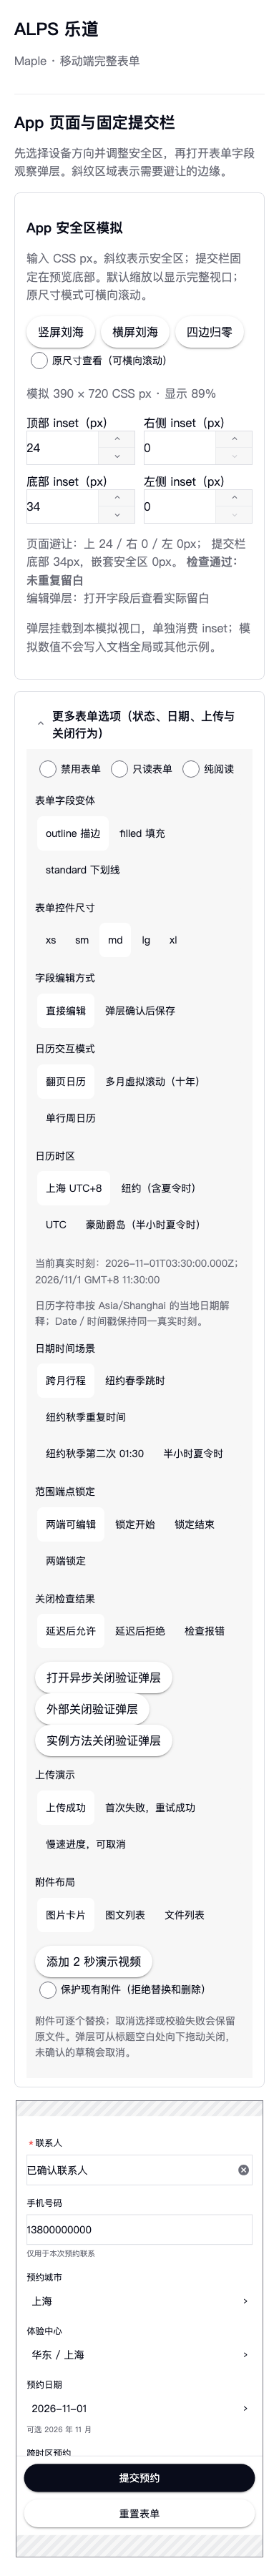 ALPS 乐道
Maple · 移动端完整表单
App 页面与固定提交栏
先选择设备方向并调整安全区，再打开表单字段
观察弹层。斜纹区域表示需要避让的边缘。
App 安全区模拟
输入 CSS px。斜纹表示安全区；提交栏固
定在预览底部。默认缩放以显示完整视口；
原尺寸模式可横向滚动。
竖屏刘海 横屏刘海 四边归零
原尺寸查看（可横向滚动）
模拟 390 × 720 CSS px · 显示 89%
顶部 inset（px） 右侧 inset（px）
24 0
底部 inset（px） 左侧 inset（px）
34 0
页面避让：上 24 / 右 0 / 左 0px； 提交栏
底部 34px，嵌套安全区 0px。 检查通过：
未重复留白
编辑弹层：打开字段后查看实际留白
弹层挂载到本模拟视口，单独消费 inset；模
拟数值不会写入文档全局或其他示例。
更多表单选项（状态、日期、上传与
关闭行为）
禁用表单 只读表单 纯阅读
表单字段变体
outline 描边 filled 填充
standard 下划线
表单控件尺寸
xs sm md lg xl
字段编辑方式
直接编辑 弹层确认后保存
日历交互模式
翻页日历 多月虚拟滚动（十年）
单行周日历
日历时区
上海 UTC+8 纽约（含夏令时）
UTC 豪勋爵岛（半小时夏令时）
当前真实时刻：2026-11-01T03:30:00.000Z；
2026/11/1 GMT+8 11:30:00
日历字符串按 Asia/Shanghai 的当地日期解
释；Date / 时间戳保持同一真实时刻。
日期时间场景
跨月行程 纽约春季跳时
纽约秋季重复时间
纽约秋季第二次 01:30 半小时夏令时
范围端点锁定
两端可编辑 锁定开始 锁定结束
两端锁定
关闭检查结果
延迟后允许 延迟后拒绝 检查报错
打开异步关闭验证弹层
外部关闭验证弹层
实例方法关闭验证弹层
上传演示
上传成功 首次失败，重试成功
慢速进度，可取消
附件布局
图片卡片 图文列表 文件列表
添加 2 秒演示视频
保护现有附件（拒绝替换和删除）
附件可逐个替换；取消选择或校验失败会保留
原文件。弹层可从标题空白处向下拖动关闭，
未确认的草稿会取消。
* 联系人
已确认联系人
手机号码
13800000000
仅用于本次预约联系
预约城市
上海
体验中心
华东 / 上海
预约日期
2026-11-01
可选 2026 年 11 月
跨时区预约
提交预约
重置表单